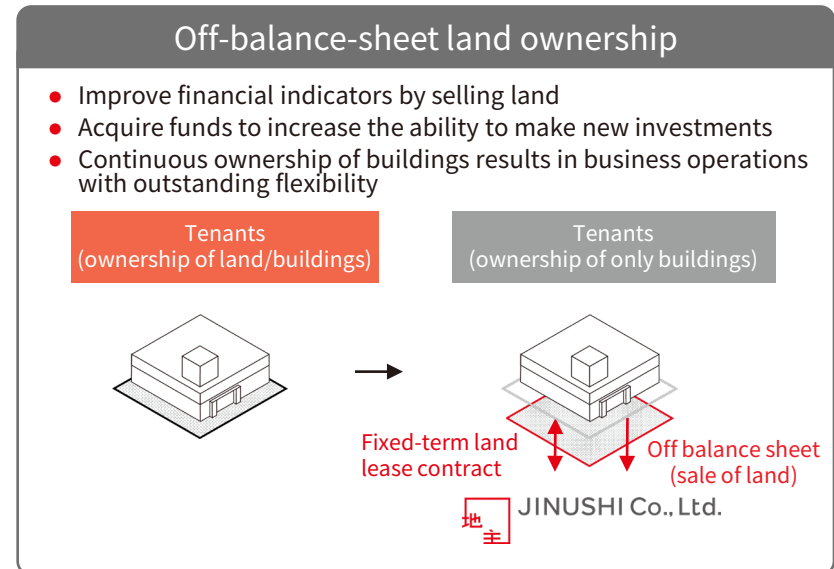 Off-balance-sheet land ownership
● Improve financial indicators by selling land
● Acquire funds to increase the ability to make new investments
● Continuous ownership of buildings results in business operations
with outstanding flexibility
Tenants
(ownership of land/buildings)
Tenants
(ownership of only buildings)
Fixed-term land
lease contract
Off balance sheet
(sale of land)
地主
JINUSHI Co., Ltd.